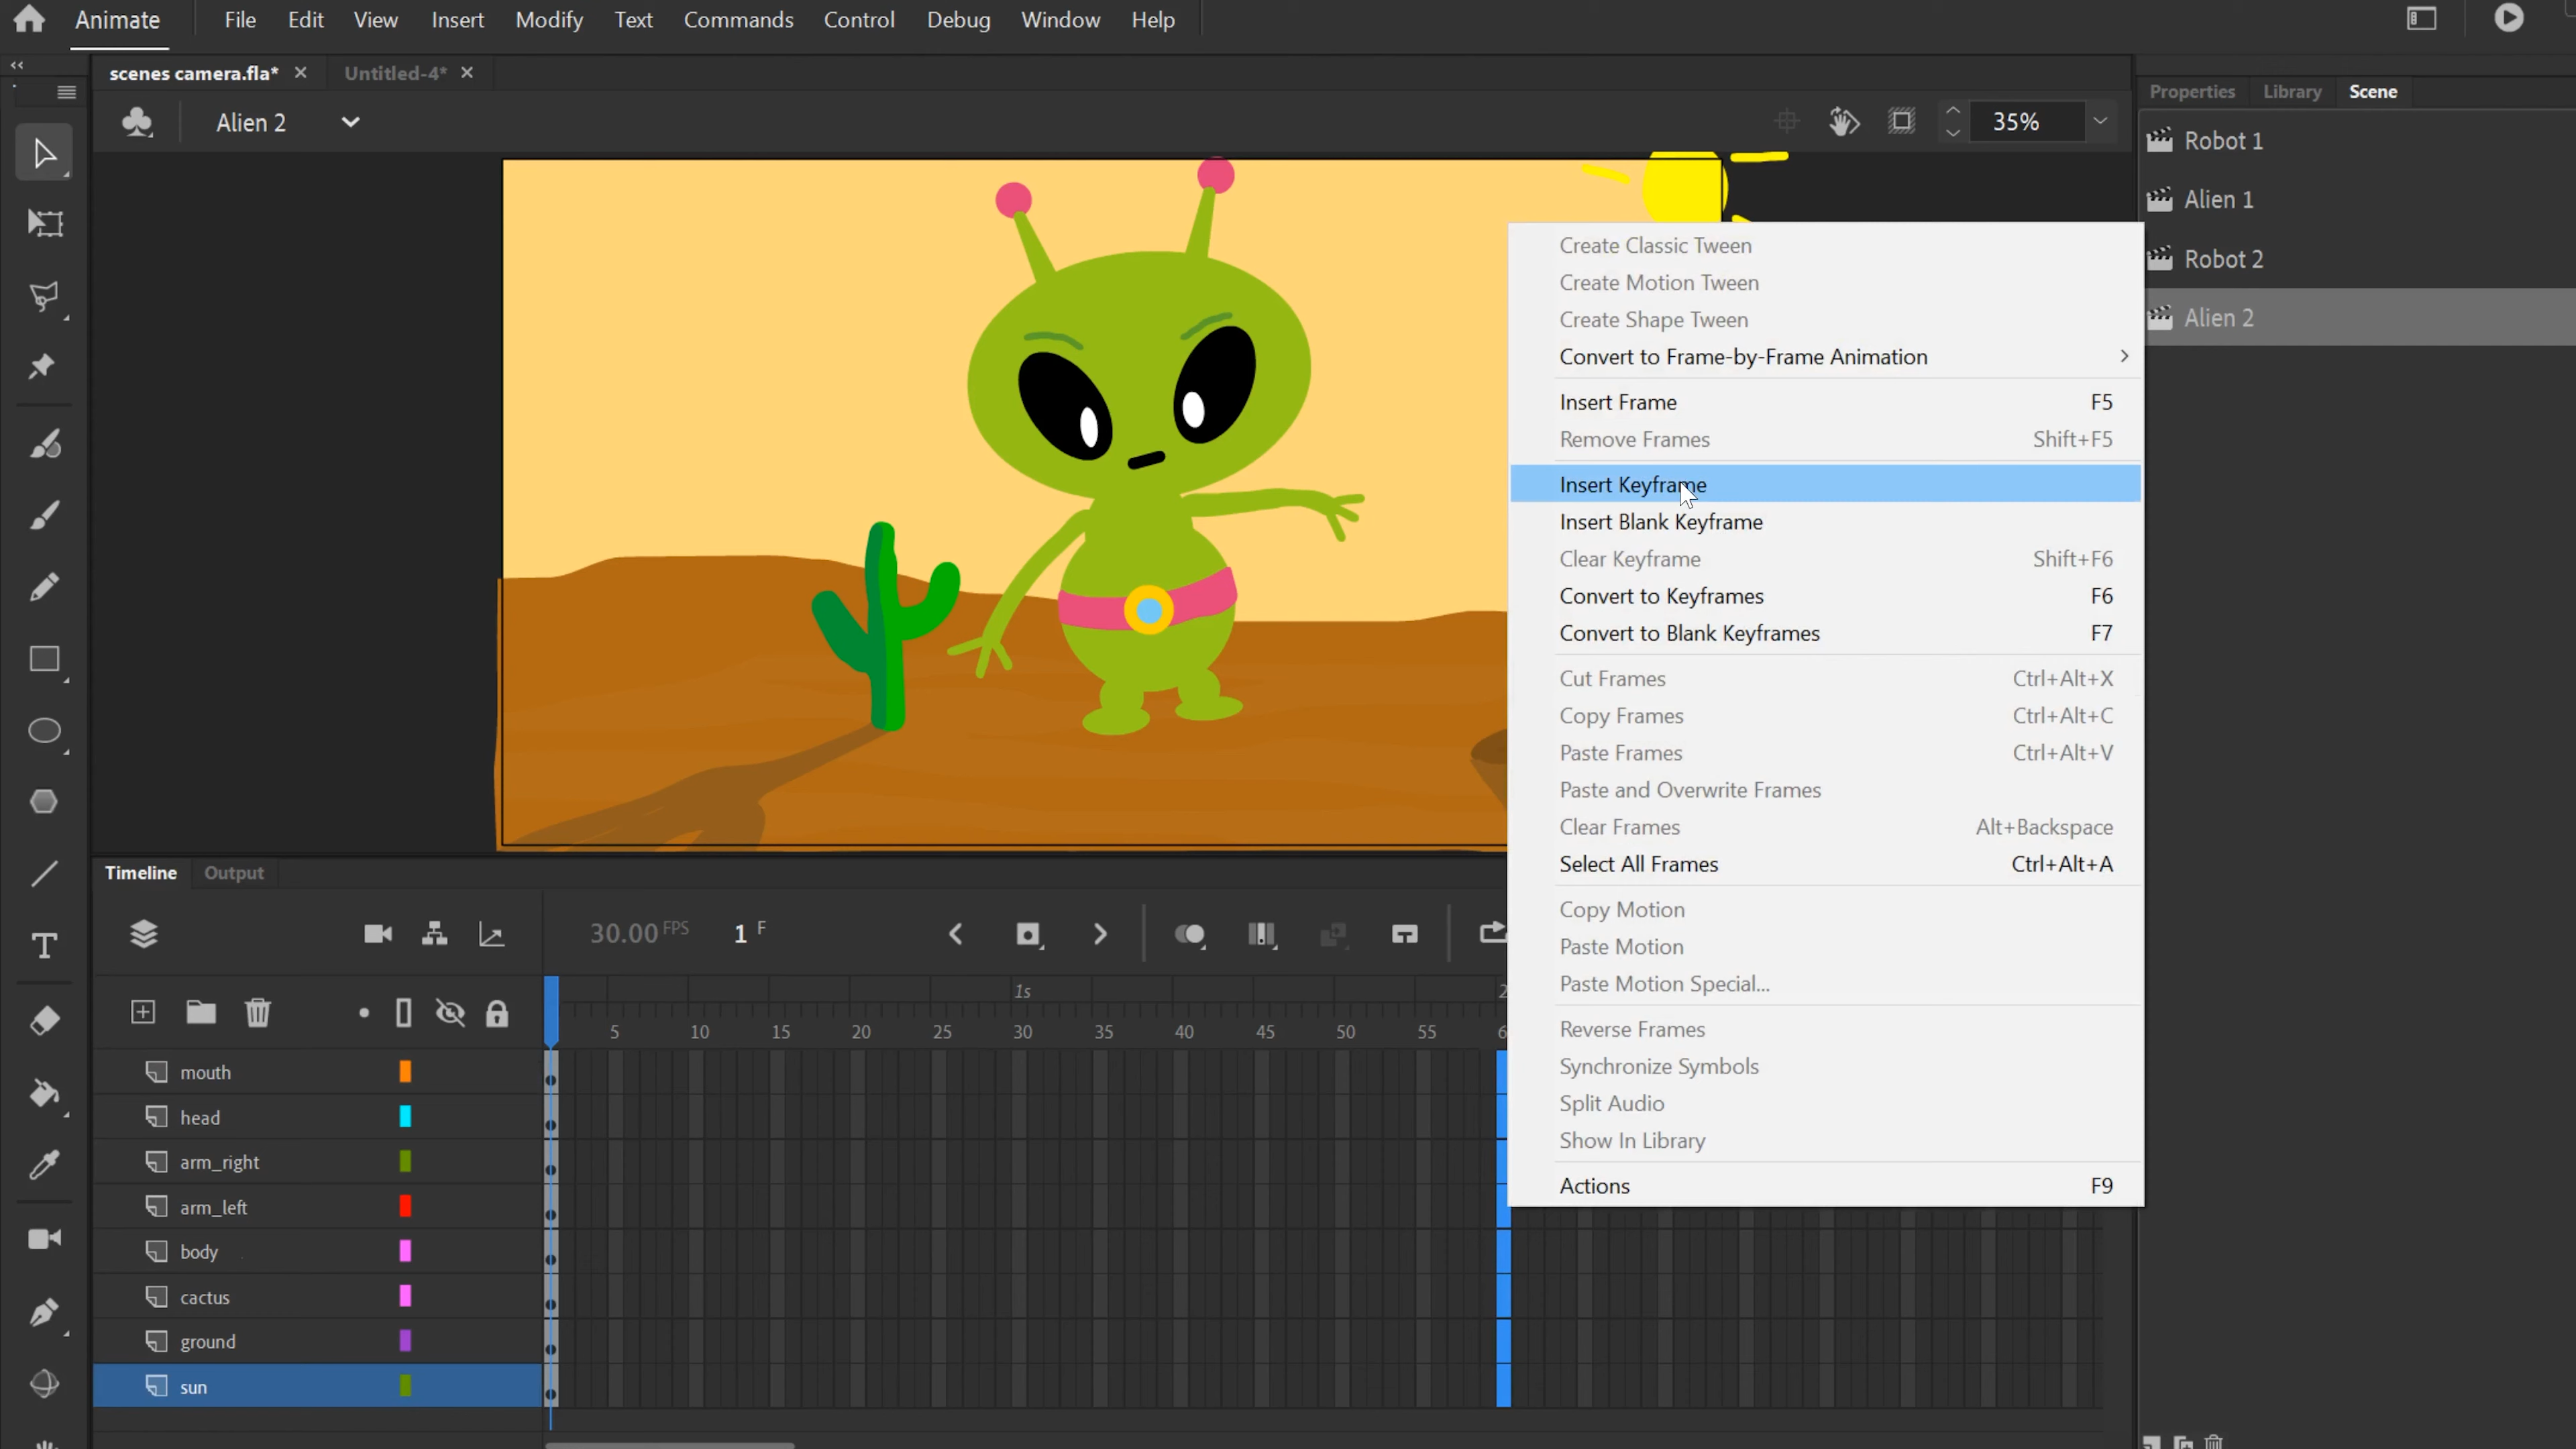 Animate File Edit View Insert Modify Text Commands Control Debug Window Help
scenes camera.fla* Untitled-4*
Properties Library Scene
Alien 2 35%
Robot 1
Alien 1
Robot 2
Alien 2
Create Classic Tween
Create Motion Tween
Create Shape Tween
Convert to Frame-by-Frame Animation
Insert Frame F5
Remove Frames Shift+F5
Insert Keyframe
Insert Blank Keyframe
Clear Keyframe Shift+F6
Convert to Keyframes F6
Convert to Blank Keyframes F7
Cut Frames Ctrl+Alt+X
Copy Frames Ctrl+Alt+C
Paste Frames Ctrl+Alt+V
Paste and Overwrite Frames
Clear Frames Alt+Backspace
Select All Frames Ctrl+Alt+A
Copy Motion
Paste Motion
Paste Motion Special...
Reverse Frames
Synchronize Symbols
Split Audio
Show In Library
Actions F9
Timeline Output
30.00 FPS 1 F
1s 2
5 10 15 20 25 30 35 40 45 50 55 6
mouth
head
arm_right
arm_left
body
cactus
ground
sun